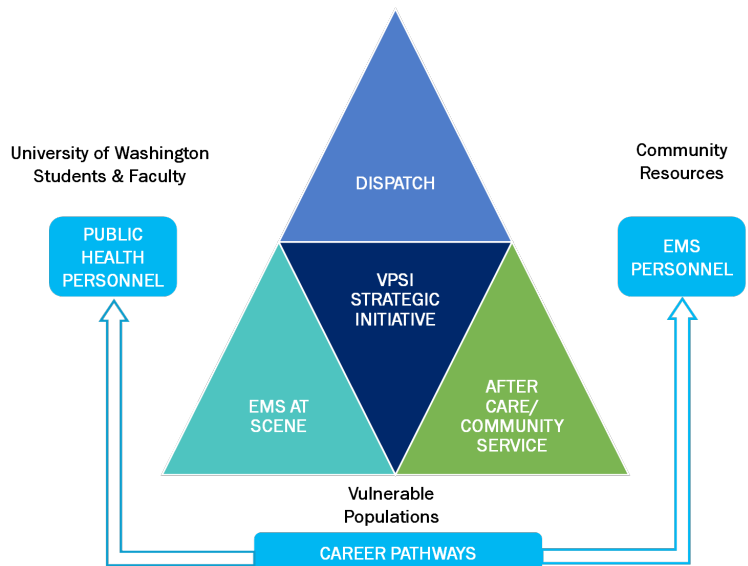 University of Washington
Students & Faculty
PUBLIC
HEALTH
PERSONNEL
DISPATCH
VPSI
STRATEGIC
INITIATIVE
EMS AT
SCENE
AFTER
CARE/
COMMUNITY
SERVICE
Community
Resources
EMS
PERSONNEL
Vulnerable
Populations
CAREER PATHWAYS